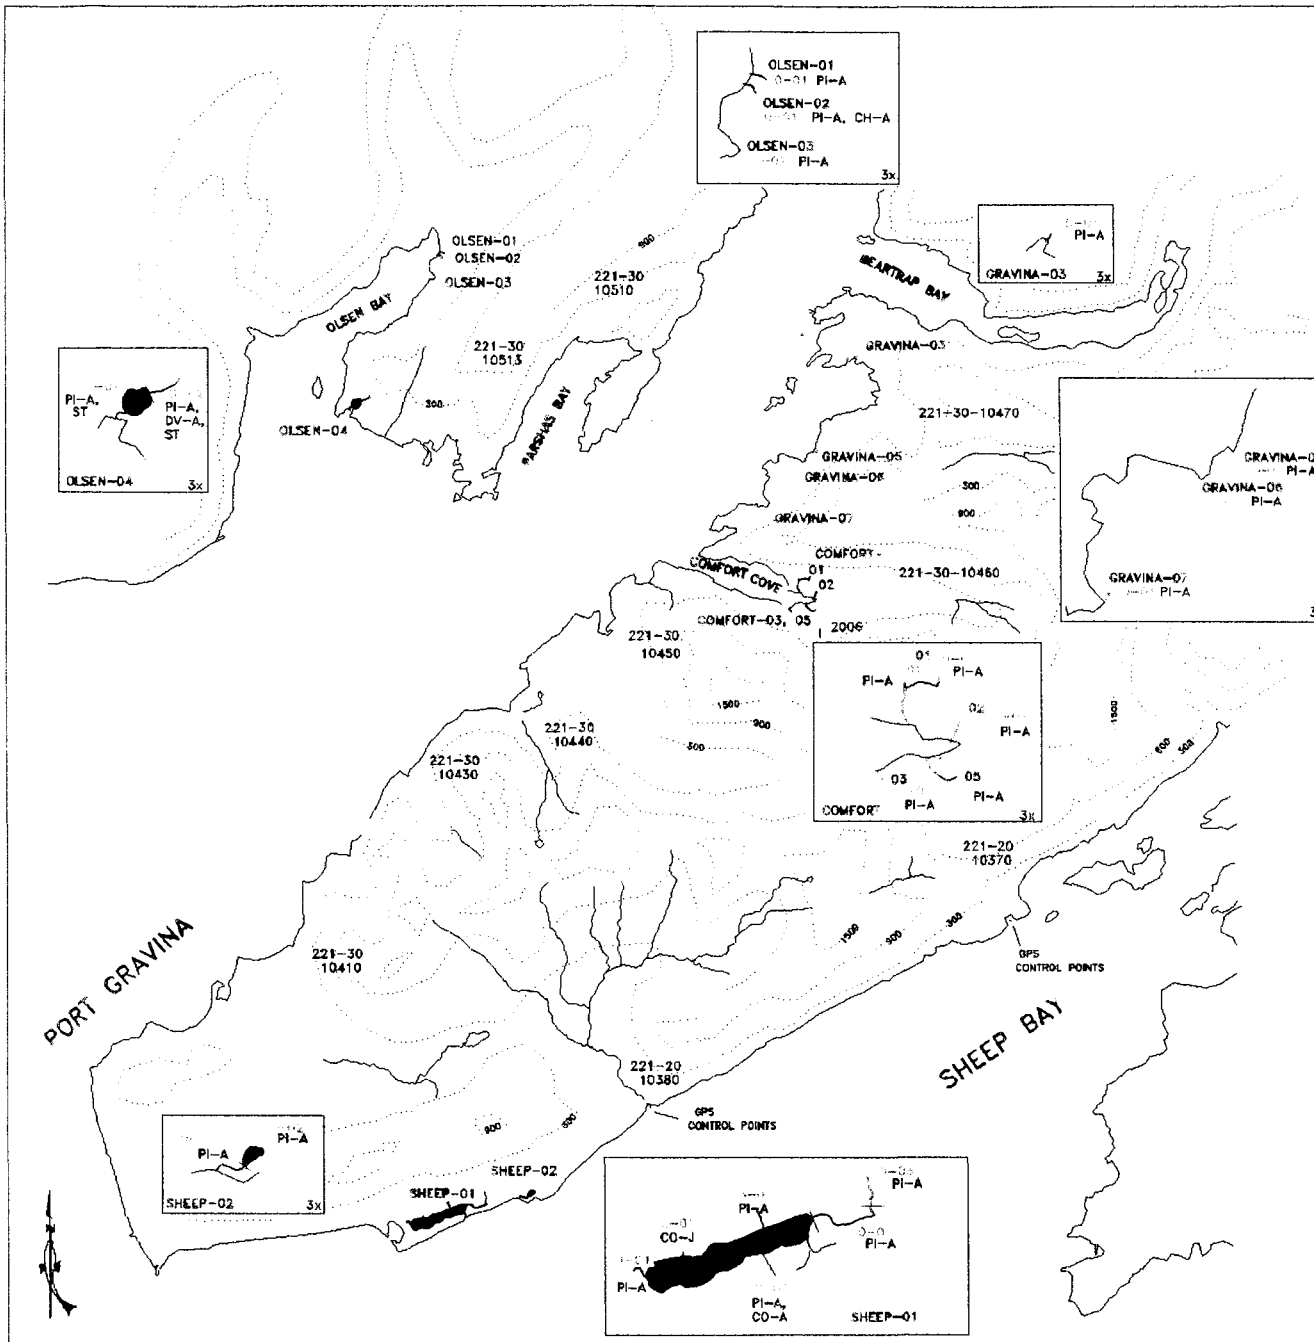 OLSEN-01
PI-A
OLSEN-02
PI-A, CH-A
OLSEN-03
PI-A
3x
PI-A
GRAVINA-03
3x
OLSEN-01
OLSEN-02
OLSEN-03
OLSEN BAY
900
221-30
10510
BEARTRAP BAY
GRAVINA-03
221-30
10513
300
PARSHAS BAY
OLSEN-04
PI-A,
ST
PI-A,
DV-A,
ST
OLSEN-04
3x
221-30-10470
GRAVINA-05
GRAVINA-06
500
900
GRAVINA-07
PI-A
GRAVINA-06
PI-A
GRAVINA-07
PI-A
COMFORT-
01
02
COMFORT COVE
221-30-10460
COMFORT-03, 05
2006
221-30
10450
01
PI-A
PI-A
02
PI-A
03
05
PI-A
PI-A
COMFORT
3x
1500
900
500
1500
600
300
221-30
10440
221-30
10430
221-20
10370
1500
900
300
GPS
CONTROL POINTS
221-30
10410
PORT GRAVINA
SHEEP BAY
221-20
10380
GPS
CONTROL POINTS
900
500
PI-A
PI-A
SHEEP-02
3x
SHEEP-02
SHEEP-01
PI-A
PI-A
CO-J
PI-A
PI-A
PI-A,
CO-A
SHEEP-01